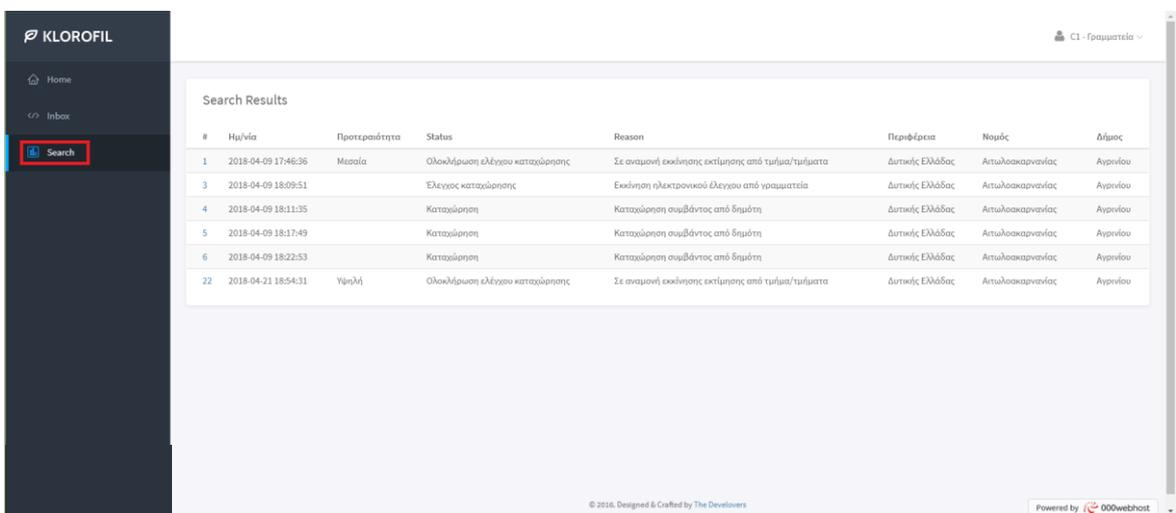 KLOROFIL
C1 - Γραμματεία
Home
Inbox
Search
Search Results
# Ημ/νία Προτεραιότητα Status Reason Περιφέρεια Νομός Δήμος
1 2018-04-09 17:46:36 Μεσαία Ολοκλήρωση ελέγχου καταχώρησης Σε αναμονή εκκίνησης εκτίμησης από τμήμα/τμήματα Δυτικής Ελλάδας Αιτωλοακαρνανίας Αγρινίου
3 2018-04-09 18:09:51 Έλεγχος καταχώρησης Εκκίνηση ηλεκτρονικού έλεγχου από γραμματεία Δυτικής Ελλάδας Αιτωλοακαρνανίας Αγρινίου
4 2018-04-09 18:11:35 Καταχώρηση Καταχώρηση συμβάντος από δημότη Δυτικής Ελλάδας Αιτωλοακαρνανίας Αγρινίου
5 2018-04-09 18:17:49 Καταχώρηση Καταχώρηση συμβάντος από δημότη Δυτικής Ελλάδας Αιτωλοακαρνανίας Αγρινίου
6 2018-04-09 18:22:53 Καταχώρηση Καταχώρηση συμβάντος από δημότη Δυτικής Ελλάδας Αιτωλοακαρνανίας Αγρινίου
22 2018-04-21 18:54:31 Υψηλή Ολοκλήρωση ελέγχου καταχώρησης Σε αναμονή εκκίνησης εκτίμησης από τμήμα/τμήματα Δυτικής Ελλάδας Αιτωλοακαρνανίας Αγρινίου
© 2016. Designed & Crafted by The Develovers
Powered by 000webhost